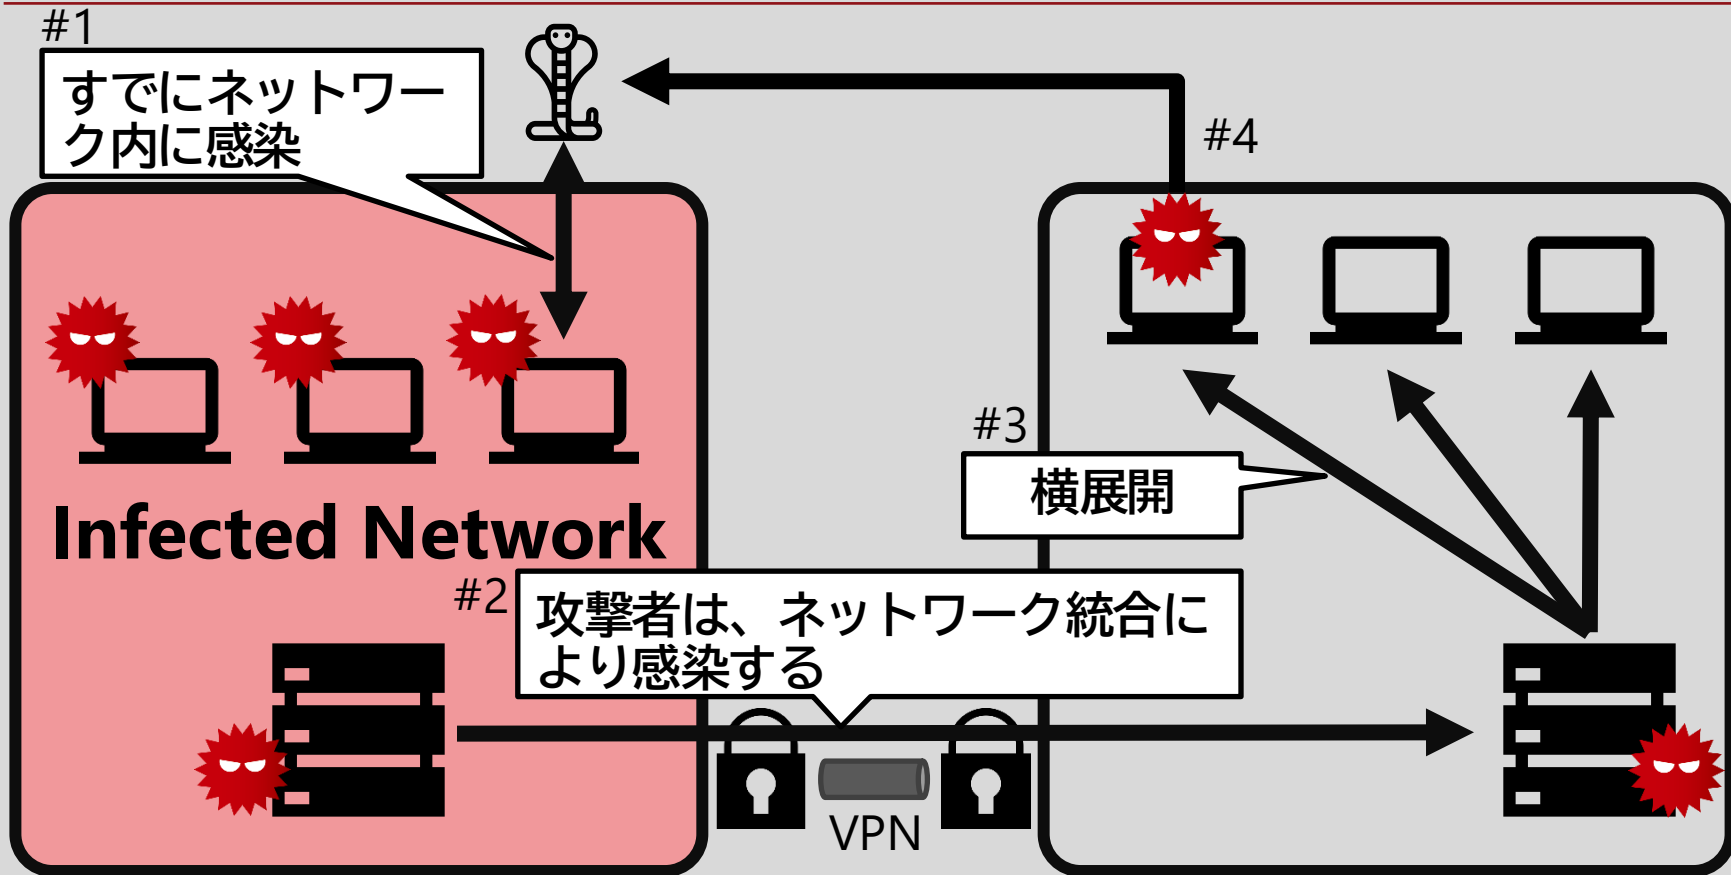 #1
すでにネットワー
ク内に感染
#4
#3
横展開
Infected Network
#2
攻撃者は、ネットワーク統合に
より感染する
VPN